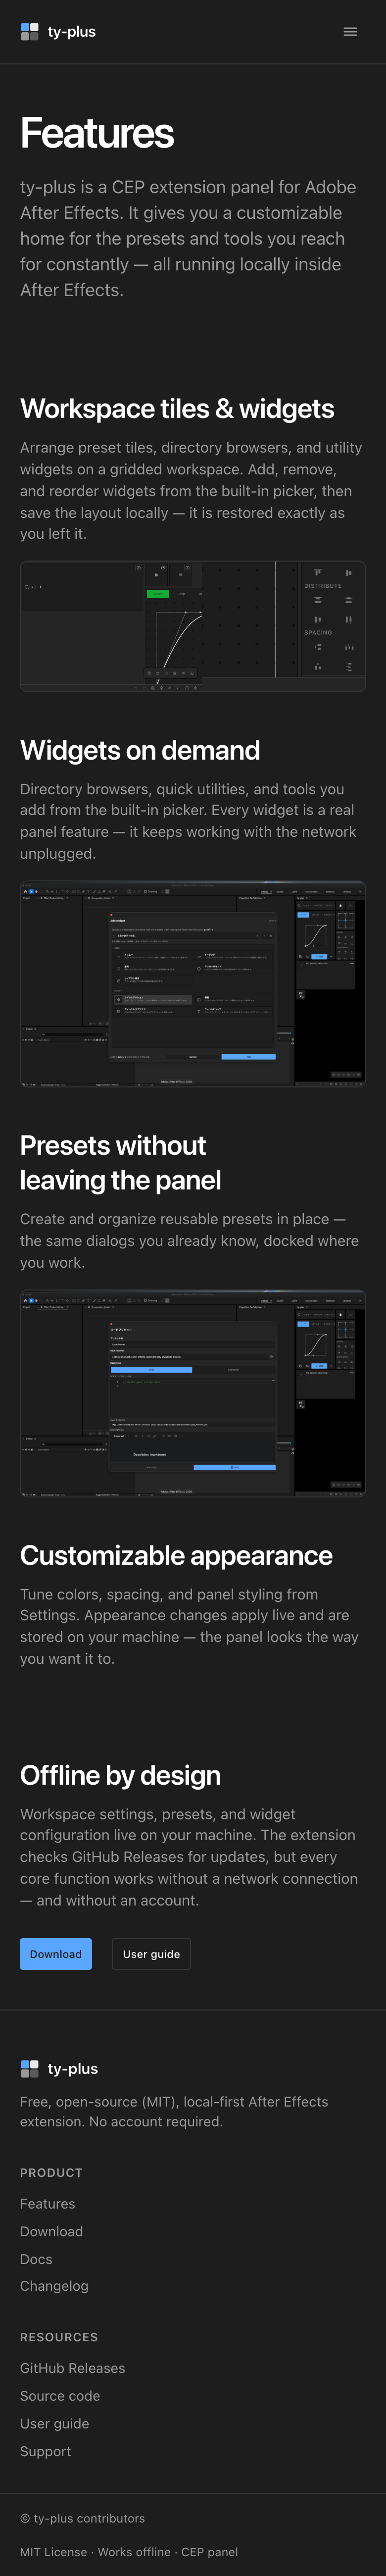 ty-plus
Features
ty-plus is a CEP extension panel for Adobe
After Effects. It gives you a customizable
home for the presets and tools you reach
for constantly — all running locally inside
After Effects.
Workspace tiles & widgets
Arrange preset tiles, directory browsers, and utility
widgets on a gridded workspace. Add, remove,
and reorder widgets from the built-in picker, then
save the layout locally — it is restored exactly as
you left it.
DISTRIBUTE
SPACING
Widgets on demand
Directory browsers, quick utilities, and tools you
add from the built-in picker. Every widget is a real
panel feature — it keeps working with the network
unplugged.
Presets without
leaving the panel
Create and organize reusable presets in place —
the same dialogs you already know, docked where
you work.
Customizable appearance
Tune colors, spacing, and panel styling from
Settings. Appearance changes apply live and are
stored on your machine — the panel looks the way
you want it to.
Offline by design
Workspace settings, presets, and widget
configuration live on your machine. The extension
checks GitHub Releases for updates, but every
core function works without a network connection
— and without an account.
Download
User guide
ty-plus
Free, open-source (MIT), local-first After Effects
extension. No account required.
PRODUCT
Features
Download
Docs
Changelog
RESOURCES
GitHub Releases
Source code
User guide
Support
© ty-plus contributors
MIT License · Works offline · CEP panel